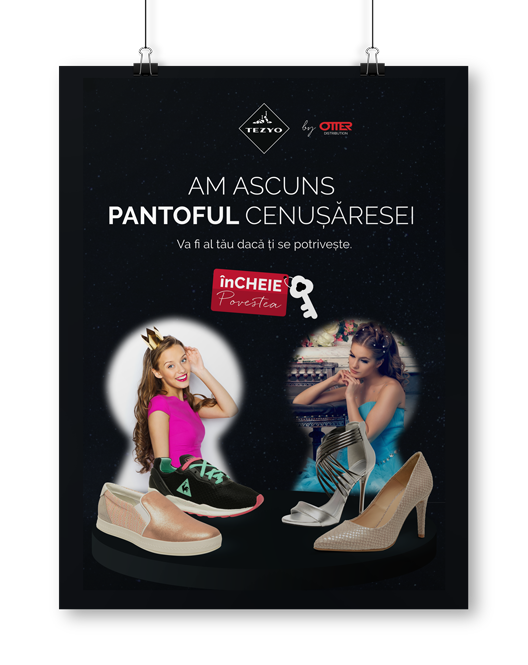 TEZYO
by OTTER
DISTRIBUTION
AM ASCUNS
PANTOFUL CENUȘĂRESEI
Va fi al tău dacă ți se potrivește.
înCHEIE
Povestea